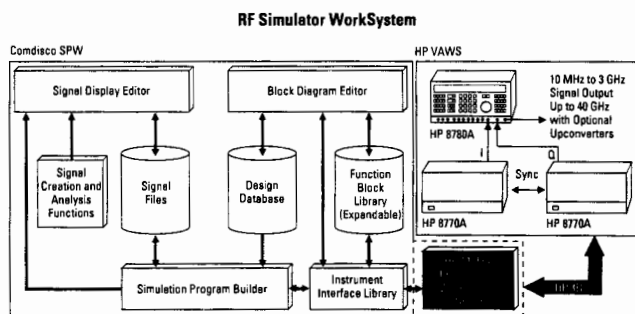 RF Simulator WorkSystem
Comdisco SPW
HP VAWS
Signal Display Editor
Block Diagram Editor
10 MHz to 3 GHz
Signal Output
Up to 40 GHz
with Optional
Upconverters
HP 8780A
Signal
Creation and
Analysis
Functions
Signal
Files
Design
Database
Function
Block
Library
(Expandable)
I
Q
Sync
HP 8770A
HP 8770A
Simulation Program Builder
Instrument
Interface Library